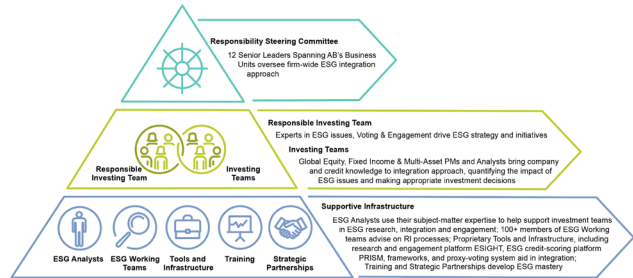 Responsibility Steering Committee
12 Senior Leaders Spanning AB's Business
Units oversee firm-wide ESG integration
approach
Responsible Investing Team
Experts in ESG issues, Voting & Engagement drive ESG strategy and initiatives
Investing Teams
Global Equity, Fixed Income & Multi-Asset PMs and Analysts bring company
and credit knowledge to integration approach, quantifying the impact of
ESG issues and making appropriate investment decisions
Responsible
Investing Team
Investing
Teams
Supportive Infrastructure
ESG Analysts use their subject-matter expertise to help support investment teams
in ESG research, integration and engagement; 100+ members of ESG Working
teams advise on RI processes; Proprietary Tools and Infrastructure, including
research and engagement platform ESIGHT, ESG credit-scoring platform
PRISM, frameworks, and proxy-voting system aid in integration;
Training and Strategic Partnerships develop ESG mastery
ESG Analysts
ESG Working
Teams
Tools and
Infrastructure
Training
Strategic
Partnerships